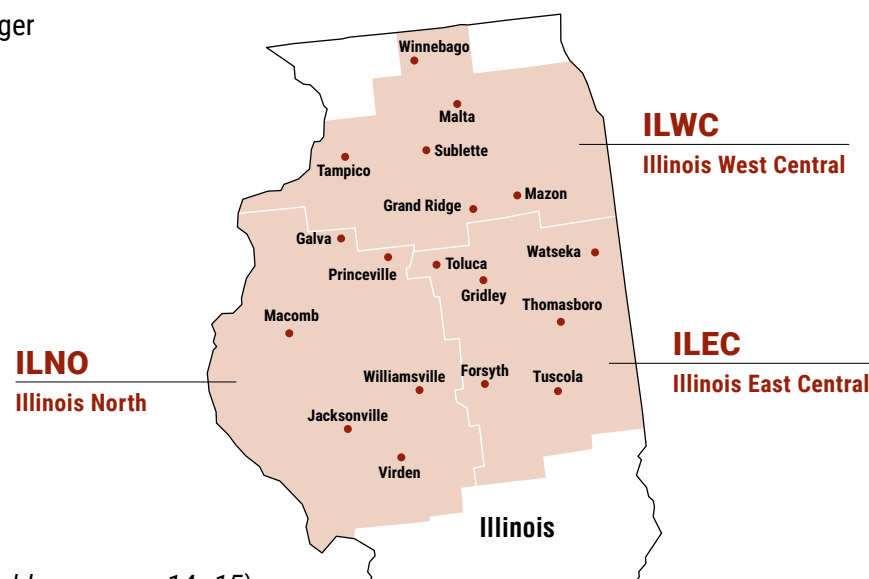 ger
Winnebago
Malta
ILWC
Illinois West Central
Sublette
Tampico
Mazon
Grand Ridge
Galva
Watseka
Toluca
Princeville
Gridley
Thomasboro
Macomb
ILEC
Illinois East Central
ILNO
Illinois North
Forsyth
Williamsville
Tuscola
Jacksonville
Virden
Illinois